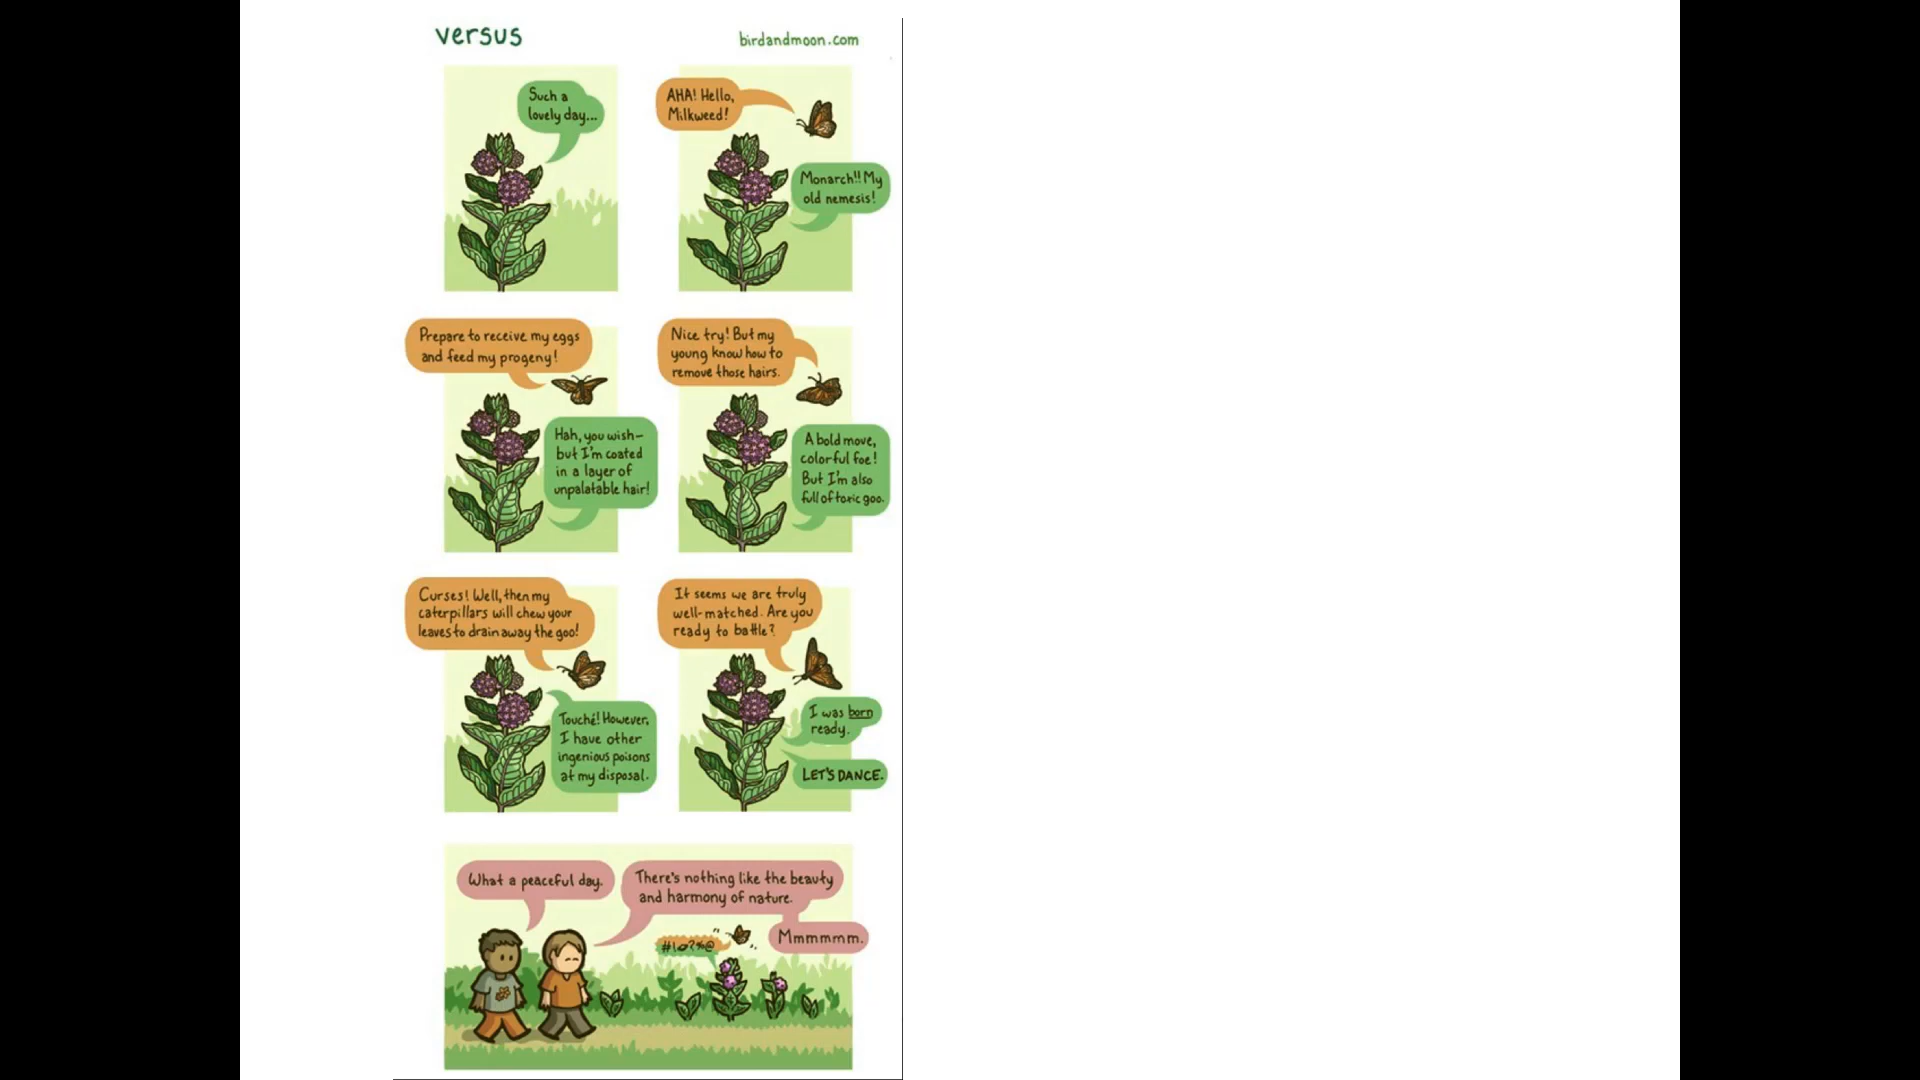 versus
birdandmoon.com
Such a
lovely day...
AHA! Hello,
Milkweed!
Monarch!! My
old nemesis!
Prepare to receive my eggs
and feed my progeny!
Hah, you wish–
but I'm coated
in a layer of
unpalatable hair!
Nice try! But my
young know how to
remove those hairs.
A bold move,
colorful foe!
But I'm also
full of toxic goo.
Curses! Well, then my
caterpillars will chew your
leaves to drain away the goo!
Touché! However,
I have other
ingenious poisons
at my disposal.
It seems we are truly
well-matched. Are you
ready to battle?
I was born
ready.
LET'S DANCE.
What a peaceful day.
There's nothing like the beauty
and harmony of nature.
Mmmmmm.